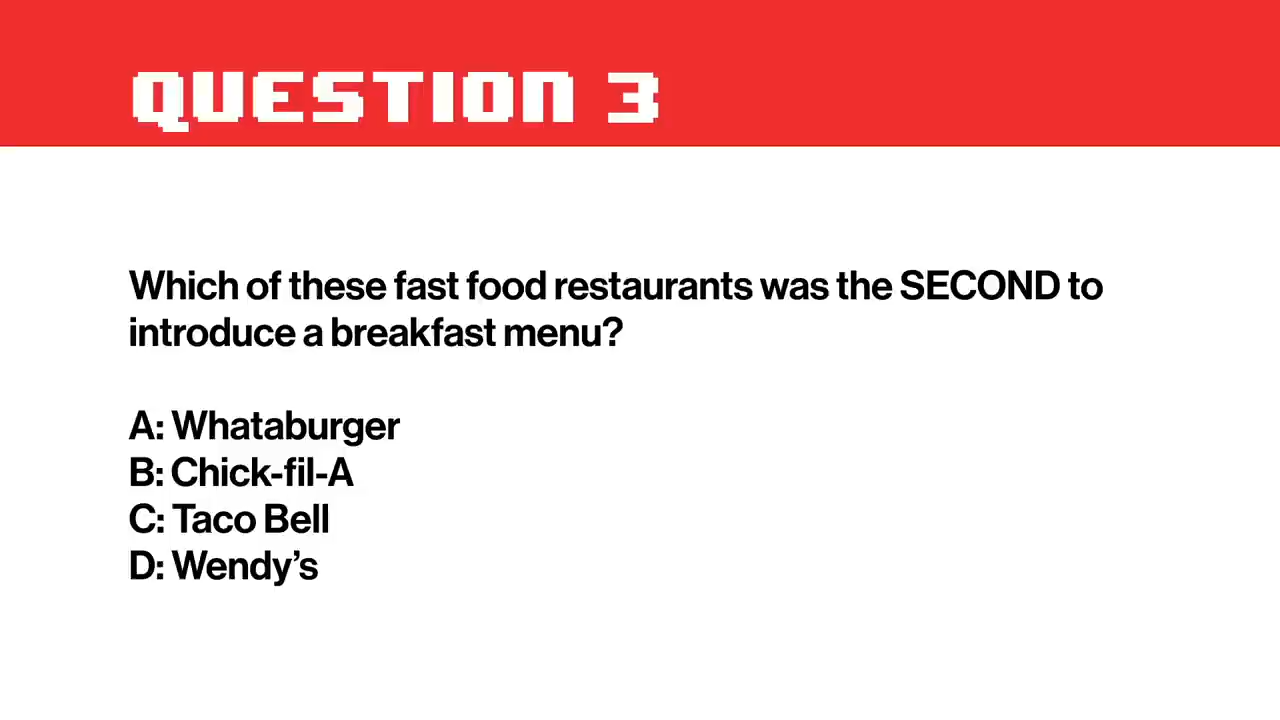 QUESTION 3
Which of these fast food restaurants was the SECOND to
introduce a breakfast menu?
A: Whataburger
B: Chick-fil-A
C: Taco Bell
D: Wendy’s